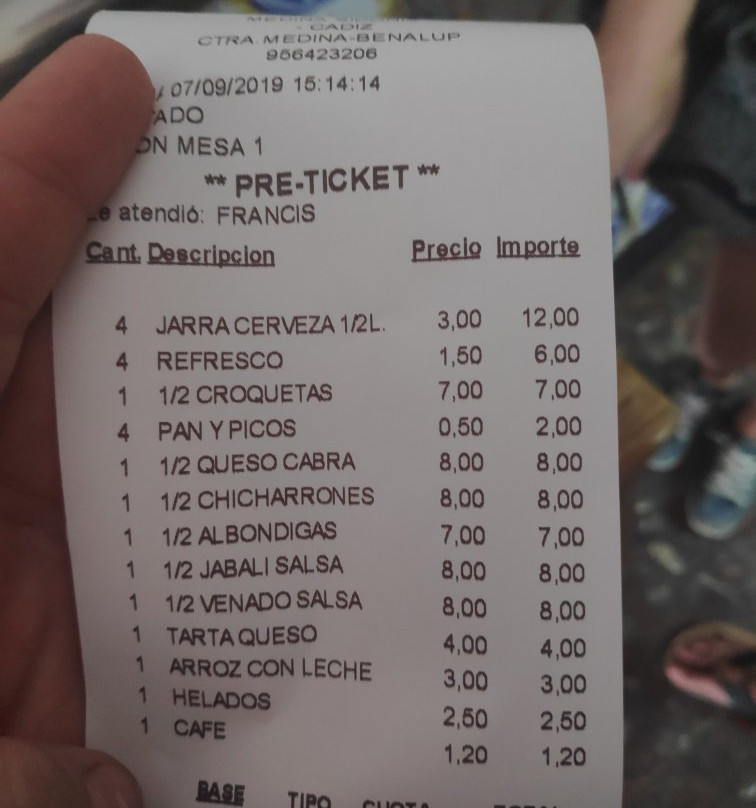 - CADIZ
CTRA. MEDINA-BENALUP
956423206
07/09/2019 15:14:14
ADO
ON MESA 1
** PRE-TICKET **
Le atendió: FRANCIS
Cant. Descripcion Precio Importe
4 JARRA CERVEZA 1/2L. 3,00 12,00
4 REFRESCO 1,50 6,00
1 1/2 CROQUETAS 7,00 7,00
4 PAN Y PICOS 0,50 2,00
1 1/2 QUESO CABRA 8,00 8,00
1 1/2 CHICHARRONES 8,00 8,00
1 1/2 ALBONDIGAS 7,00 7,00
1 1/2 JABALI SALSA 8,00 8,00
1 1/2 VENADO SALSA 8,00 8,00
1 TARTA QUESO 4,00 4,00
1 ARROZ CON LECHE 3,00 3,00
1 HELADOS 2,50 2,50
1 CAFE 1,20 1,20
BASE TIPO CUOTA TOTAL